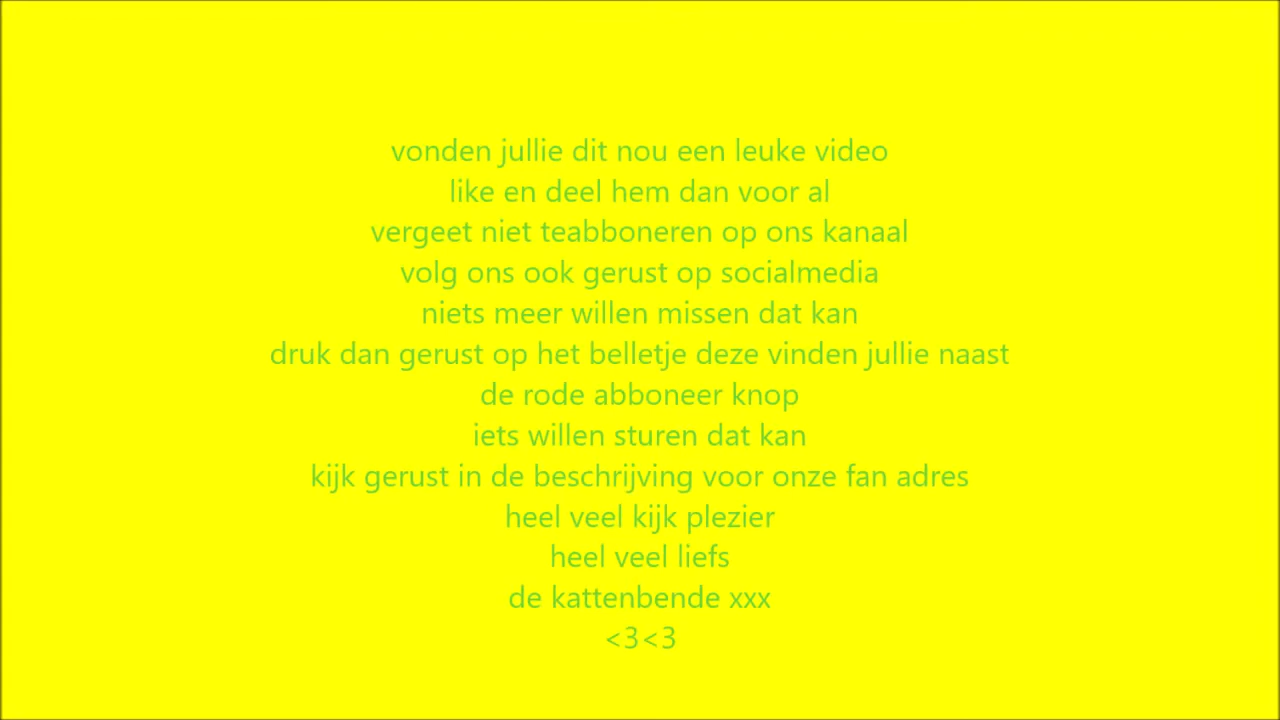 vonden jullie dit nou een leuke video
like en deel hem dan voor al
vergeet niet teabboneren op ons kanaal
volg ons ook gerust op socialmedia
niets meer willen missen dat kan
druk dan gerust op het belletje deze vinden jullie naast
de rode abboneer knop
iets willen sturen dat kan
kijk gerust in de beschrijving voor onze fan adres
heel veel kijk plezier
heel veel liefs
de kattenbende xxx
<3<3